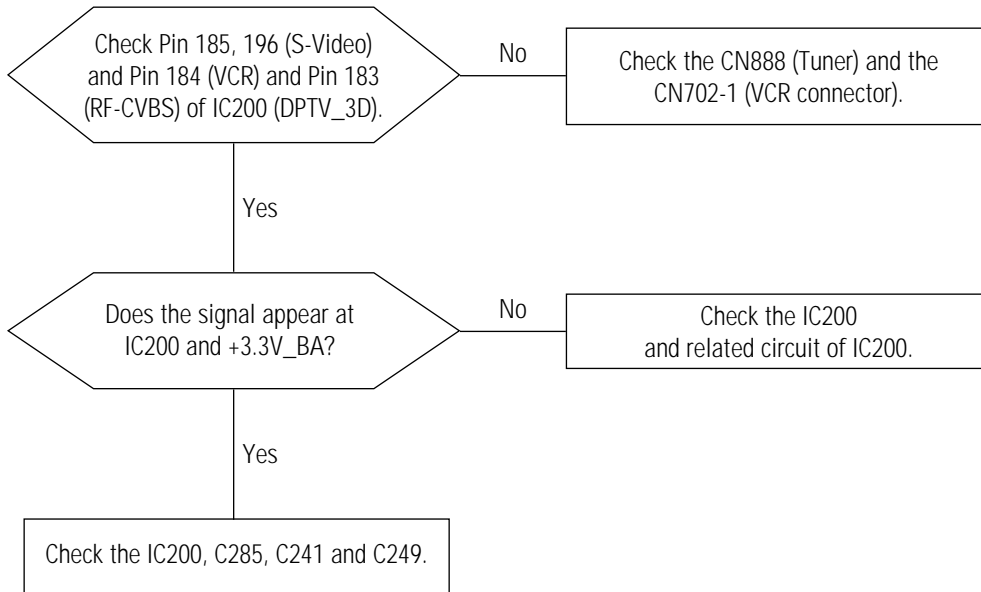 Check Pin 185, 196 (S-Video)
and Pin 184 (VCR) and Pin 183
(RF-CVBS) of IC200 (DPTV_3D).
No
Check the CN888 (Tuner) and the
CN702-1 (VCR connector).
Yes
Does the signal appear at
IC200 and +3.3V_BA?
No
Check the IC200
and related circuit of IC200.
Yes
Check the IC200, C285, C241 and C249.